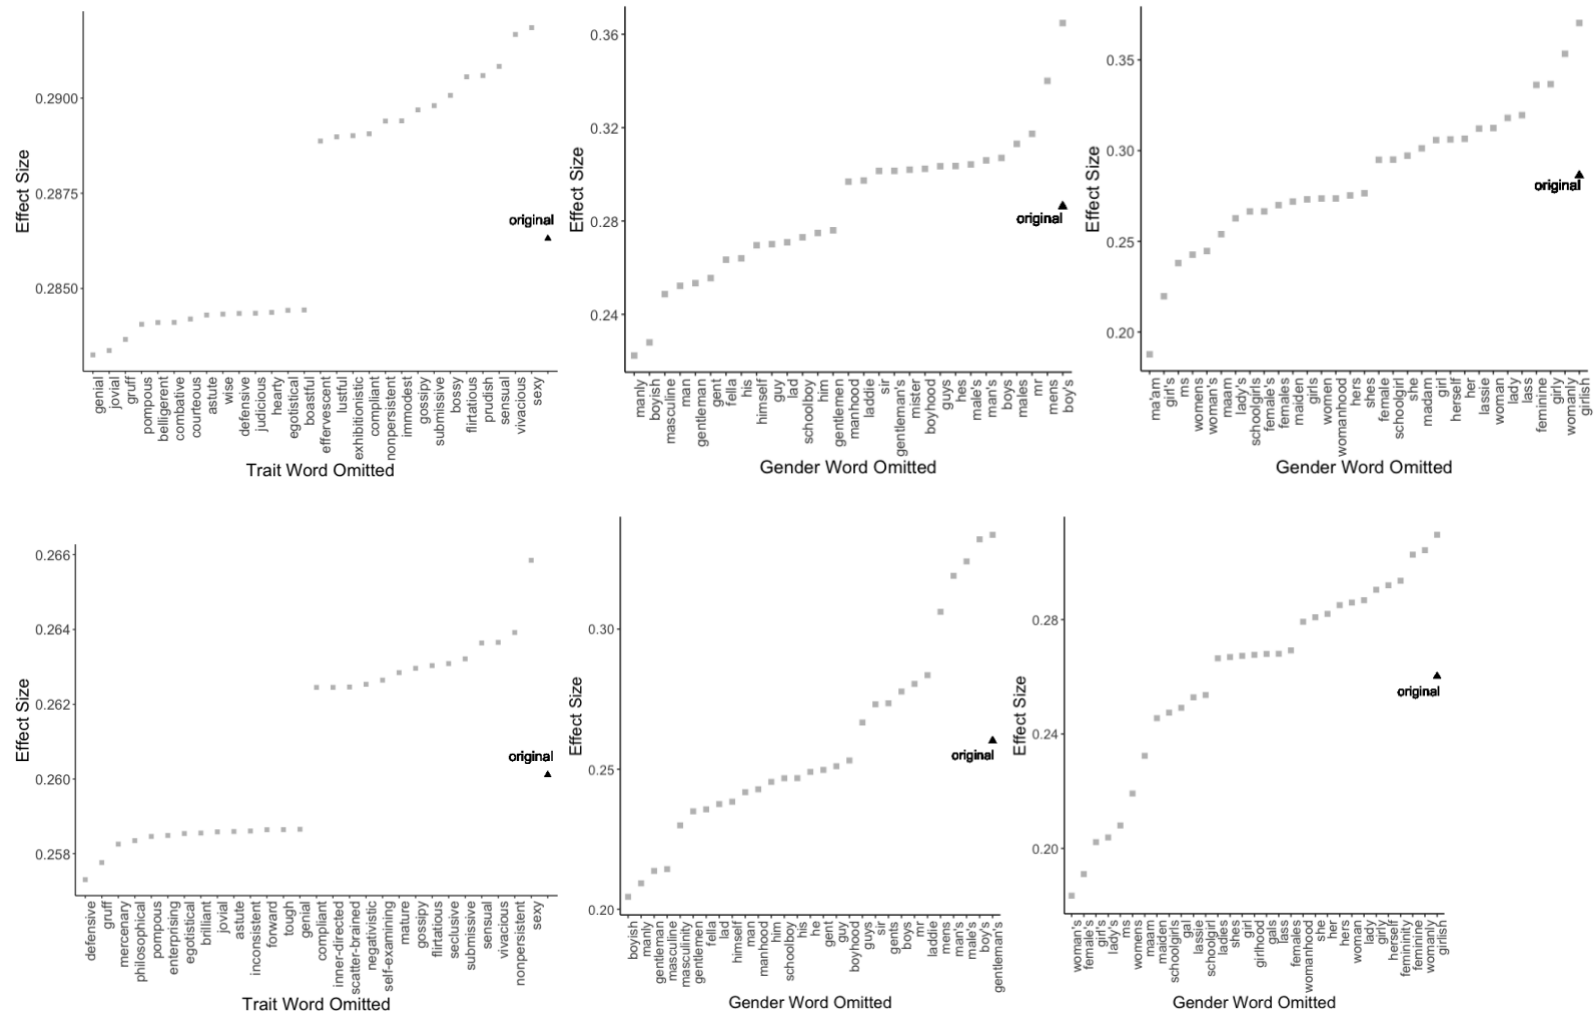 Effect Size
0.2900
0.2875
0.2850
original
genial
jovial
gruff
pompous
belligerent
combative
courteous
astute
wise
defensive
judicious
hearty
egotistical
boastful
effervescent
lustful
exhibitionistic
compliant
nonpersistent
immodest
gossipy
submissive
bossy
flirtatious
prudish
sensual
vivacious
sexy
Trait Word Omitted
Effect Size
0.36
0.32
0.28
0.24
original
manly
boyish
masculine
man
gentleman
gent
fella
his
himself
guy
lad
schoolboy
him
gentlemen
manhood
laddie
sir
gentleman's
mister
boyhood
guys
hes
male's
man's
boys
males
mr
mens
boy's
Gender Word Omitted
Effect Size
0.35
0.30
0.25
0.20
original
ma'am
girl's
ms
womens
woman's
maam
lady's
schoolgirls
female's
females
maiden
girls
women
womanhood
hers
shes
female
schoolgirl
she
madam
girl
herself
her
lassie
woman
lady
lass
feminine
girly
womanly
girlish
Gender Word Omitted
Effect Size
0.266
0.264
0.262
0.260
0.258
original
defensive
gruff
mercenary
philosophical
pompous
enterprising
egotistical
brilliant
jovial
astute
inconsistent
forward
tough
genial
compliant
inner-directed
scatter-brained
negativistic
self-examining
mature
gossipy
flirtatious
seclusive
submissive
sensual
vivacious
nonpersistent
sexy
Trait Word Omitted
Effect Size
0.30
0.25
0.20
original
boyish
manly
gentleman
masculine
masculinity
gentlemen
fella
lad
himself
man
manhood
him
schoolboy
his
he
gent
guy
boyhood
guys
sir
gents
boys
mr
laddie
mens
man's
male's
boy's
gentleman's
Gender Word Omitted
Effect Size
0.28
0.24
0.20
original
woman's
female's
girl's
lady's
ms
womens
maam
maiden
schoolgirls
gal
lassie
schoolgirl
ladies
shes
girl
girlhood
gals
lass
females
womanhood
she
her
hers
woman
lady
girly
herself
femininity
feminine
womanly
girlish
Gender Word Omitted